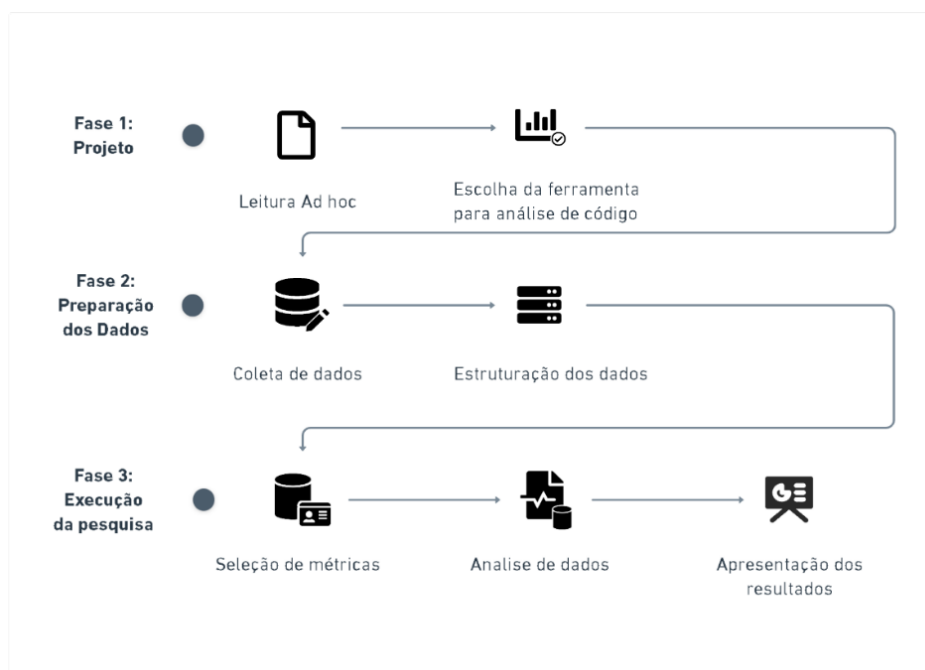 Fase 1:
Projeto
Leitura Ad hoc
Escolha da ferramenta
para análise de código
Fase 2:
Preparação
dos Dados
Coleta de dados
Estruturação dos dados
Fase 3:
Execução
da pesquisa
Seleção de métricas
Analise de dados
Apresentação dos
resultados